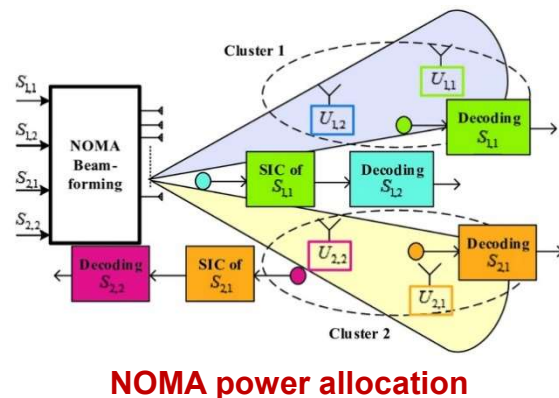 Cluster 1
S1,1
S1,2
S2,1
S2,2
NOMA
Beam-
forming
U1,1
U1,2
Decoding
S1,1
SIC of
S1,1
Decoding
S1,2
Decoding
S2,2
SIC of
S2,1
U2,2
Decoding
S2,1
U2,1
Cluster 2
NOMA power allocation